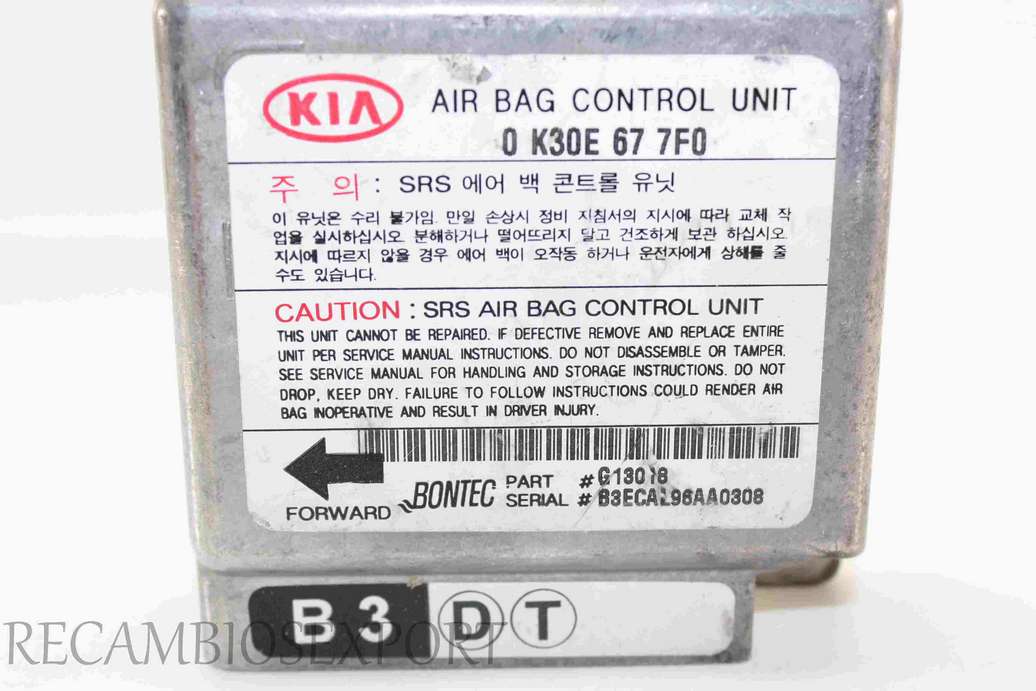 KIA AIR BAG CONTROL UNIT
0 K30E 67 7F0
주 의 : SRS 에어 백 콘트롤 유닛
이 유닛은 수리 불가임. 만일 손상시 정비 지침서의 지시에 따라 교체 작
업을 실시하십시오. 분해하거나 떨어뜨리지 말고 건조하게 보관 하십시오.
지시에 따르지 않을 경우 에어 백이 오작동 하거나 운전자에게 상해를 줄
수도 있습니다.
CAUTION : SRS AIR BAG CONTROL UNIT
THIS UNIT CANNOT BE REPAIRED. IF DEFECTIVE REMOVE AND REPLACE ENTIRE
UNIT PER SERVICE MANUAL INSTRUCTIONS. DO NOT DISASSEMBLE OR TAMPER.
SEE SERVICE MANUAL FOR HANDLING AND STORAGE INSTRUCTIONS. DO NOT
DROP, KEEP DRY. FAILURE TO FOLLOW INSTRUCTIONS COULD RENDER AIR
BAG INOPERATIVE AND RESULT IN DRIVER INJURY.
FORWARD
BONTEC
PART # G13018
SERIAL #
B3 D T
RECAMBIOSEXPORT